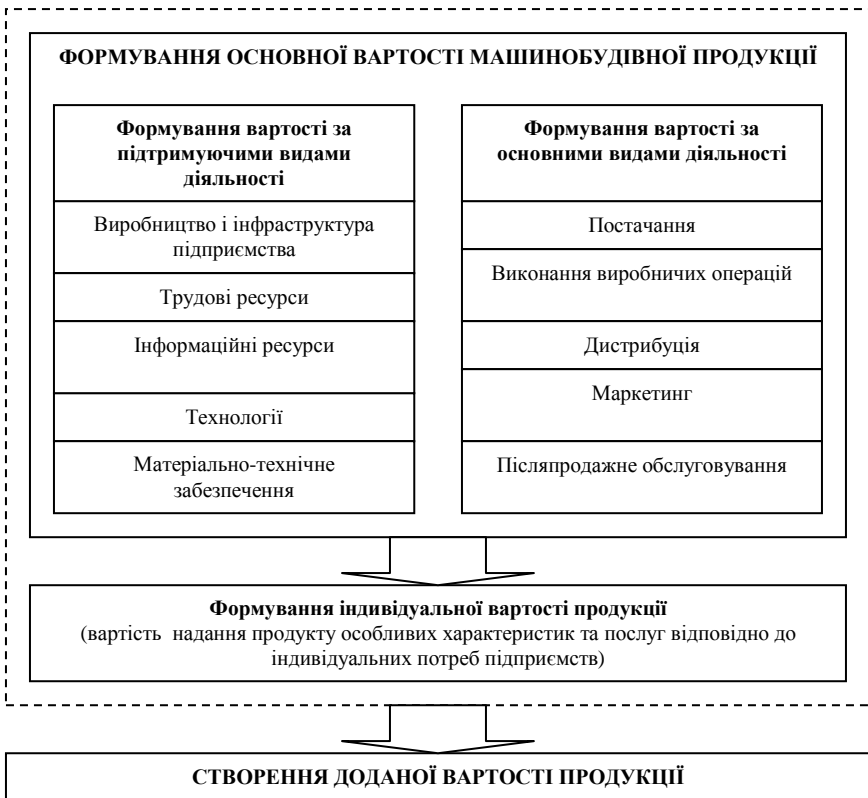 ФОРМУВАННЯ ОСНОВНОЇ ВАРТОСТІ МАШИНОБУДІВНОЇ ПРОДУКЦІЇ
Формування вартості за
підтримуючими видами
діяльності
Виробництво і інфраструктура
підприємства
Трудові ресурси
Інформаційні ресурси
Технології
Матеріально-технічне
забезпечення
Формування вартості за
основними видами діяльності
Постачання
Виконання виробничих операцій
Дистрибуція
Маркетинг
Післяпродажне обслуговування
Формування індивідуальної вартості продукції
(вартість надання продукту особливих характеристик та послуг відповідно до
індивідуальних потреб підприємств)
СТВОРЕННЯ ДОДАНОЇ ВАРТОСТІ ПРОДУКЦІЇ